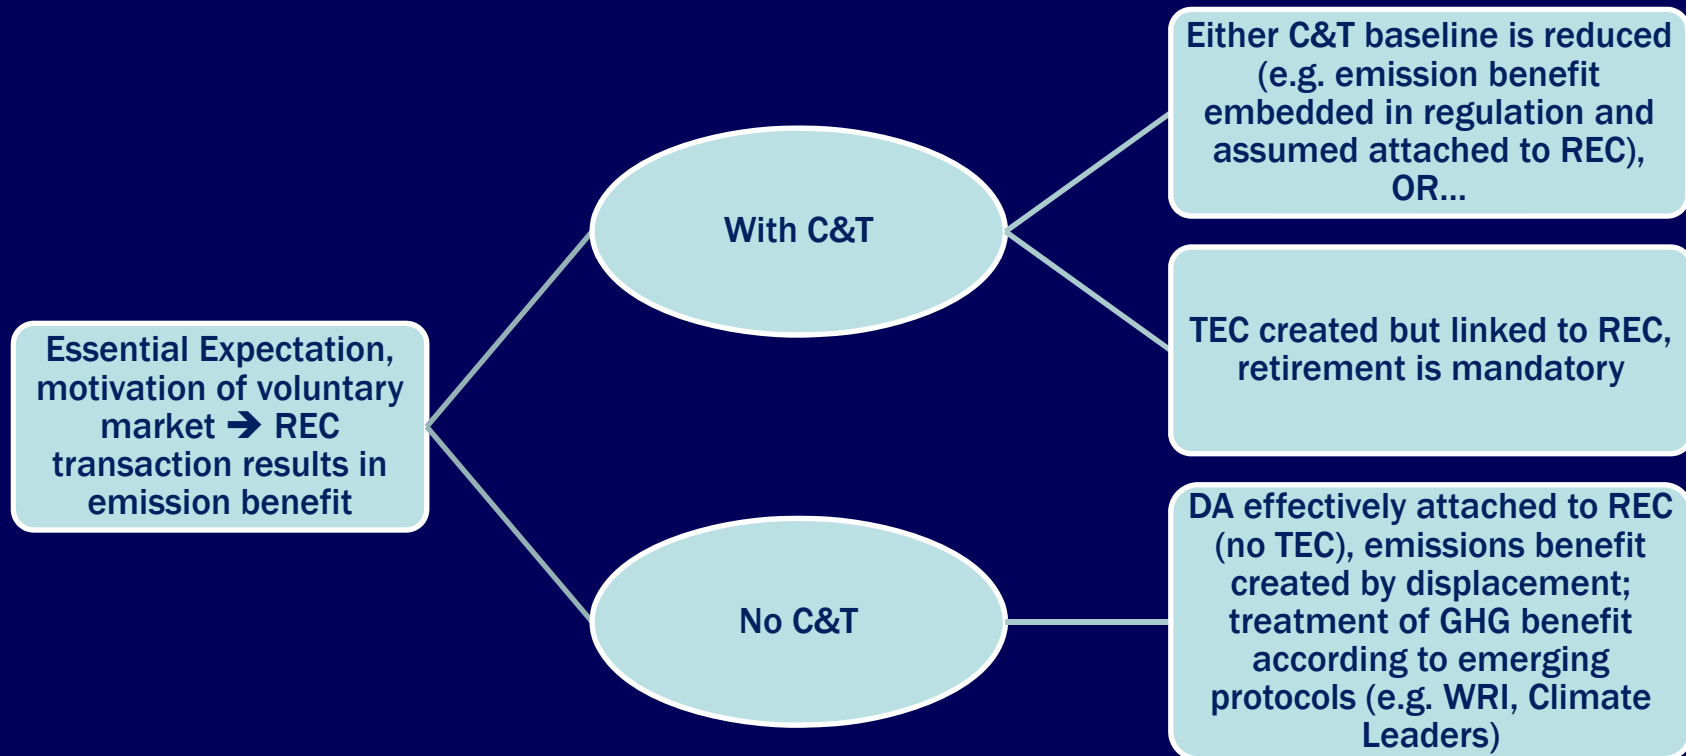 Essential Expectation,
motivation of voluntary
market ➔ REC
transaction results in
emission benefit
With C&T
No C&T
Either C&T baseline is reduced
(e.g. emission benefit
embedded in regulation and
assumed attached to REC),
OR...
TEC created but linked to REC,
retirement is mandatory
DA effectively attached to REC
(no TEC), emissions benefit
created by displacement;
treatment of GHG benefit
according to emerging
protocols (e.g. WRI, Climate
Leaders)